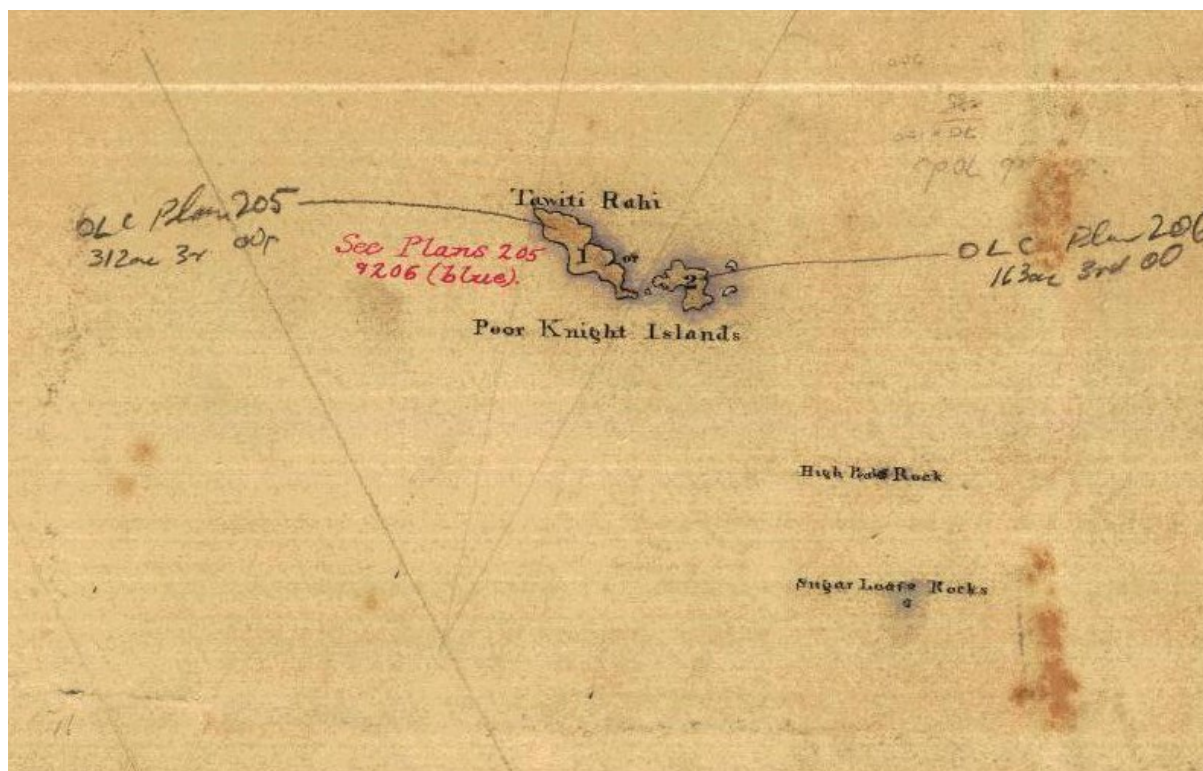 Tawiti Rahi
OLC Plan 205
312ac 3r 00p
See Plans 205
& 206 (blue).
1 or
2
OLC Plan 206
163ac 3rd 00
Poor Knight Islands
High Rock
Sugar Loaf Rocks